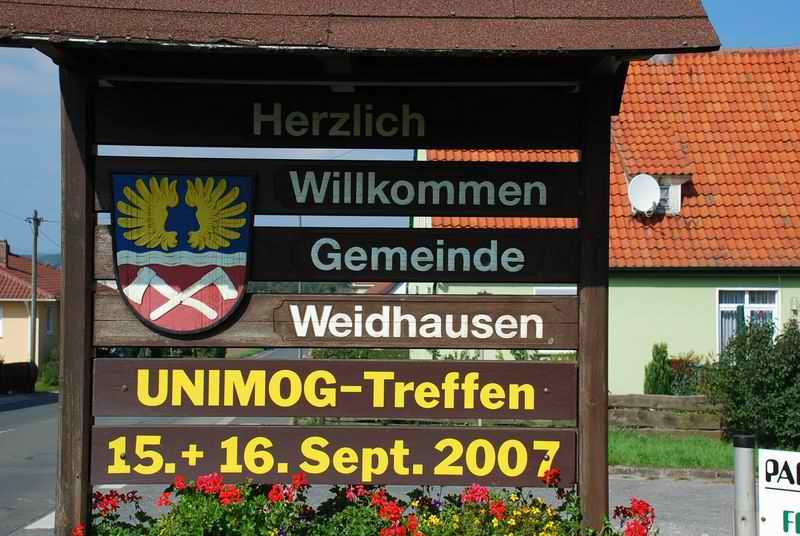 Herzlich
Willkommen
Gemeinde
Weidhausen
UNIMOG-Treffen
15.+ 16. Sept. 2007